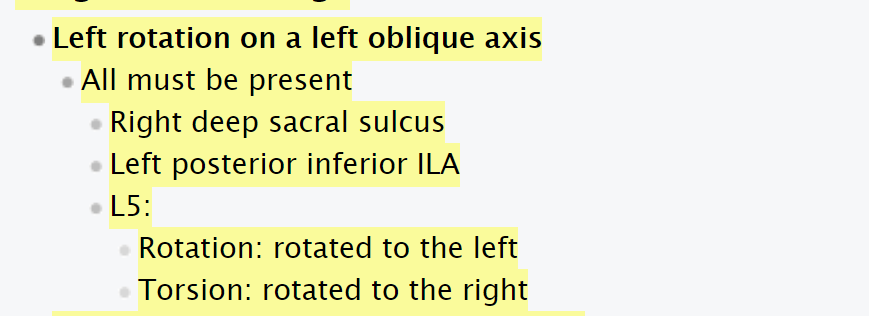 Left rotation on a left oblique axis
All must be present
Right deep sacral sulcus
Left posterior inferior ILA
L5:
Rotation: rotated to the left
Torsion: rotated to the right